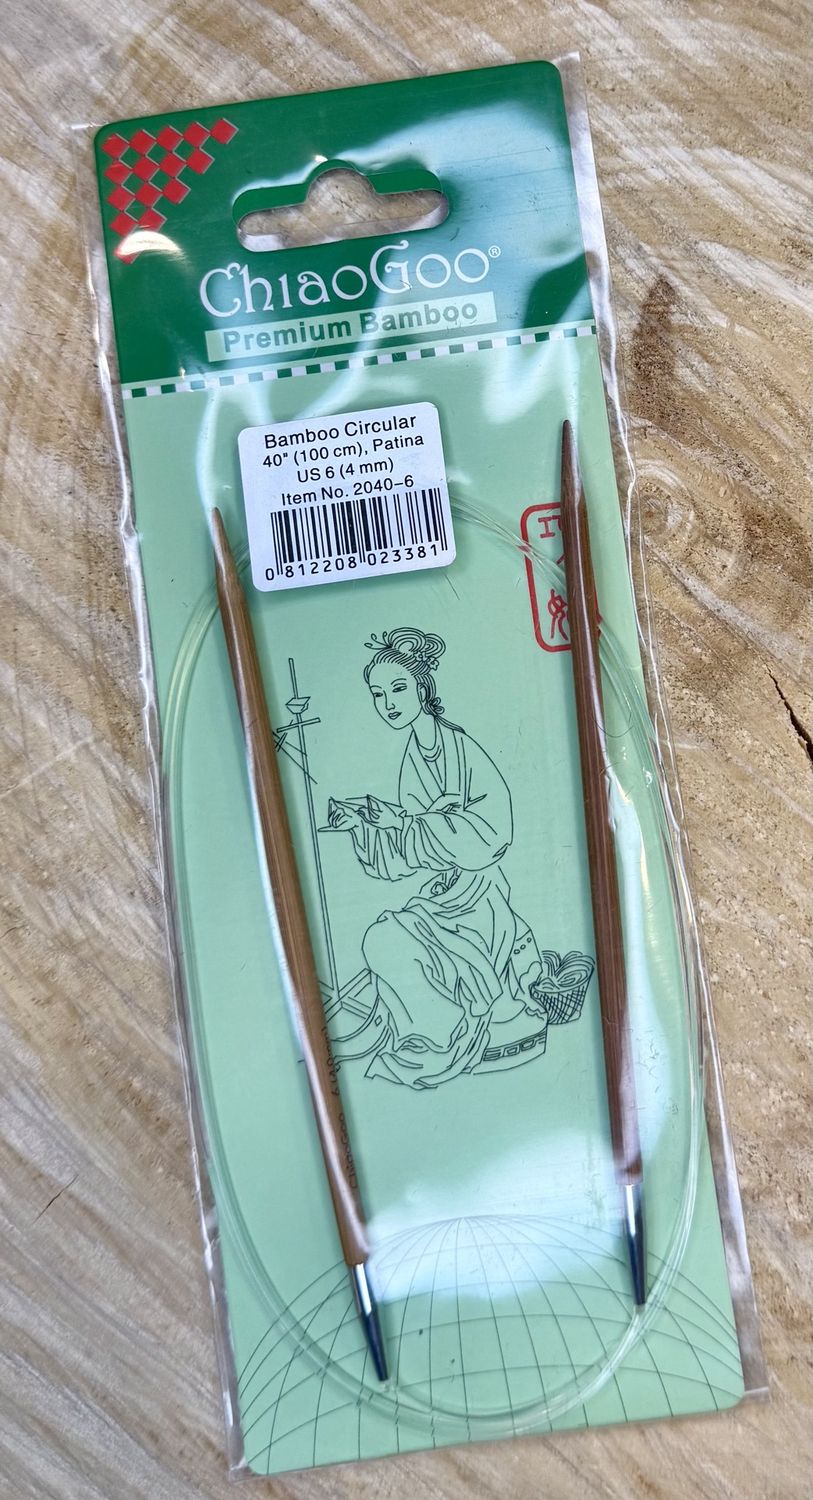 ChiaoGoo®
Premium Bamboo
Bamboo Circular
40" (100 cm), Patina
US 6 (4 mm)
Item No. 2040-6
0 812208 023381
ChiaoGoo